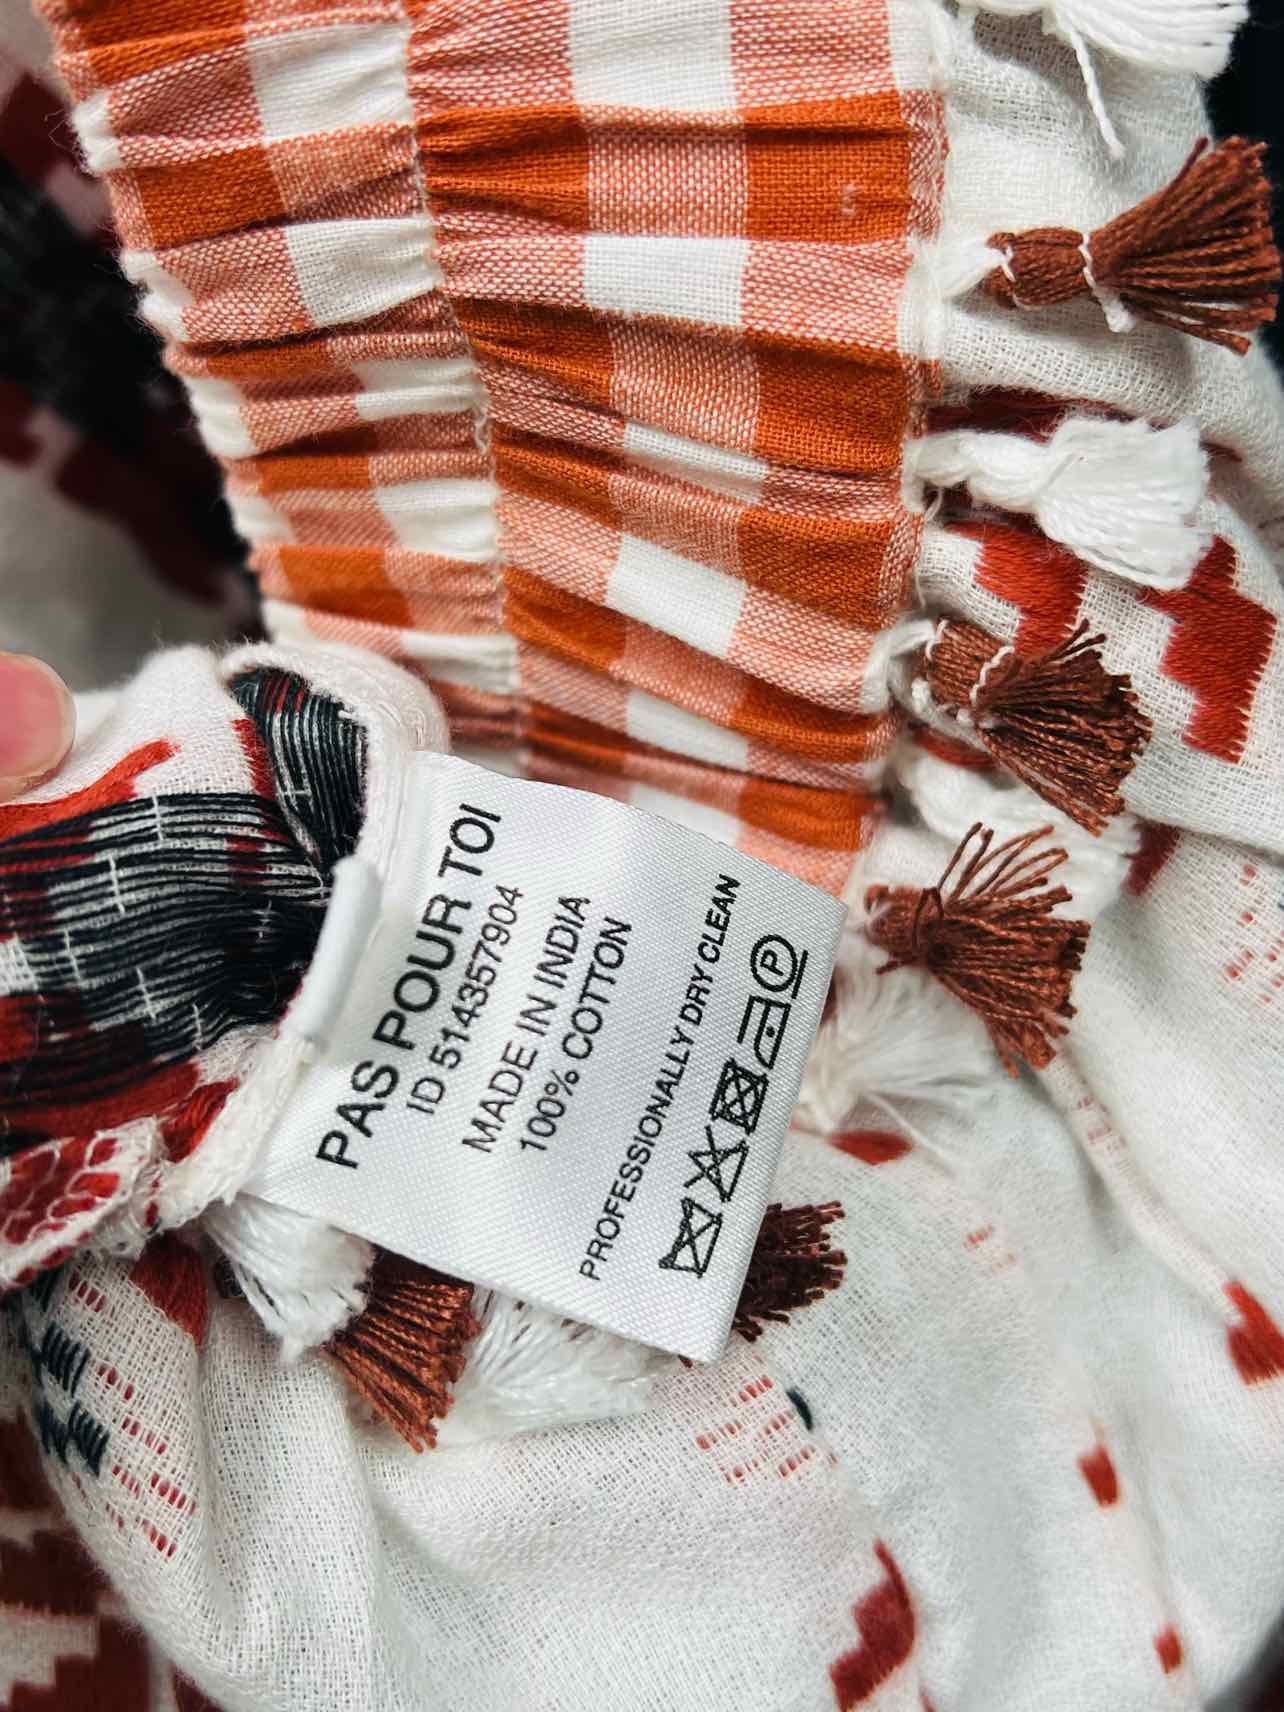 PAS POUR TOI
ID 514357904
MADE IN INDIA
100% COTTON
PROFESSIONALLY DRY CLEAN
P